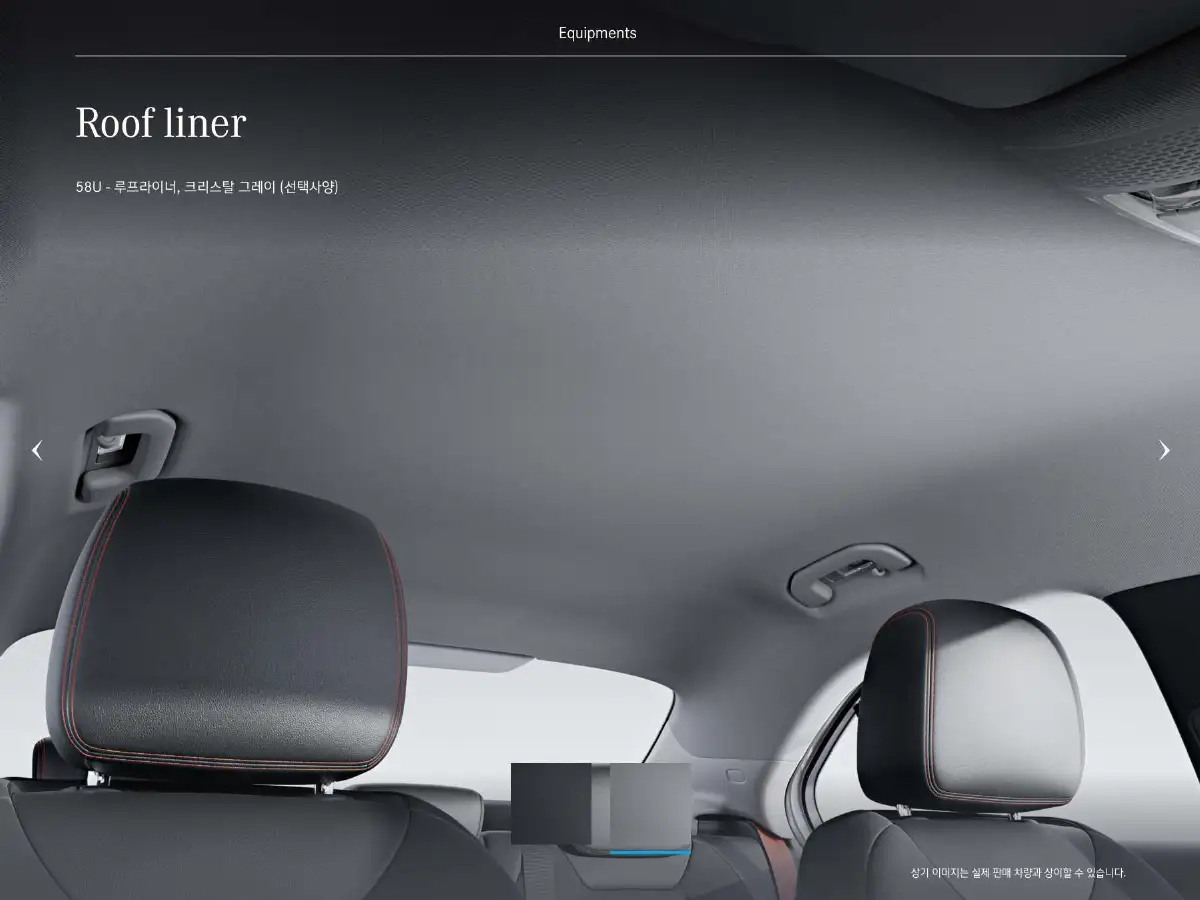 Equipments
Roof liner
58U - 루프라이너, 크리스탈 그레이 (선택사양)
상기 이미지는 실제 판매 차량과 상이할 수 있습니다.